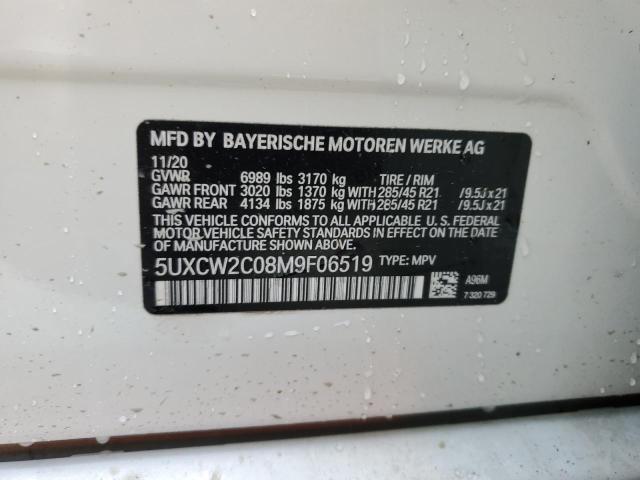 MFD BY BAYERISCHE MOTOREN WERKE AG
11/20
GVWR 6989 lbs 3170 kg TIRE / RIM
GAWR FRONT 3020 lbs 1370 kg WITH 285/45 R21 /9.5J x 21
GAWR REAR 4134 lbs 1875 kg WITH 285/45 R21 /9.5J x 21
THIS VEHICLE CONFORMS TO ALL APPLICABLE U. S. FEDERAL
MOTOR VEHICLE SAFETY STANDARDS IN EFFECT ON THE DATE
OF MANUFACTURE SHOWN ABOVE.
5UXCW2C08M9F06519 TYPE: MPV
A96M
7 320 729